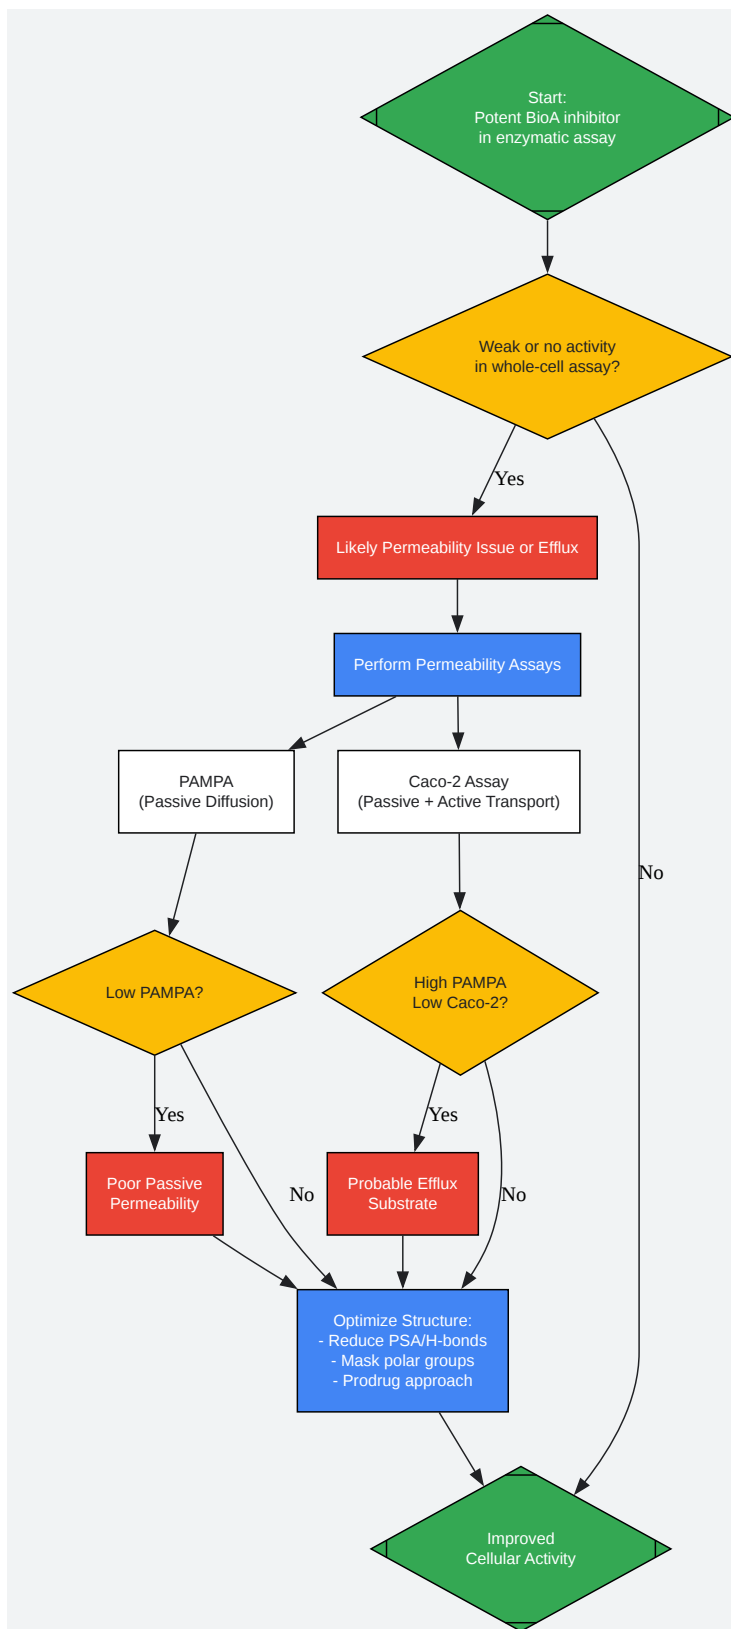 Start:
Potent BioA inhibitor
in enzymatic assay
Weak or no activity
in whole-cell assay?
Yes
Likely Permeability Issue or Efflux
Perform Permeability Assays
PAMPA
(Passive Diffusion)
Caco-2 Assay
(Passive + Active Transport)
No
Low PAMPA?
High PAMPA
Low Caco-2?
Yes
Yes
Poor Passive
Permeability
No
Probable Efflux
Substrate
No
Optimize Structure:
- Reduce PSA/H-bonds
- Mask polar groups
- Prodrug approach
Improved
Cellular Activity